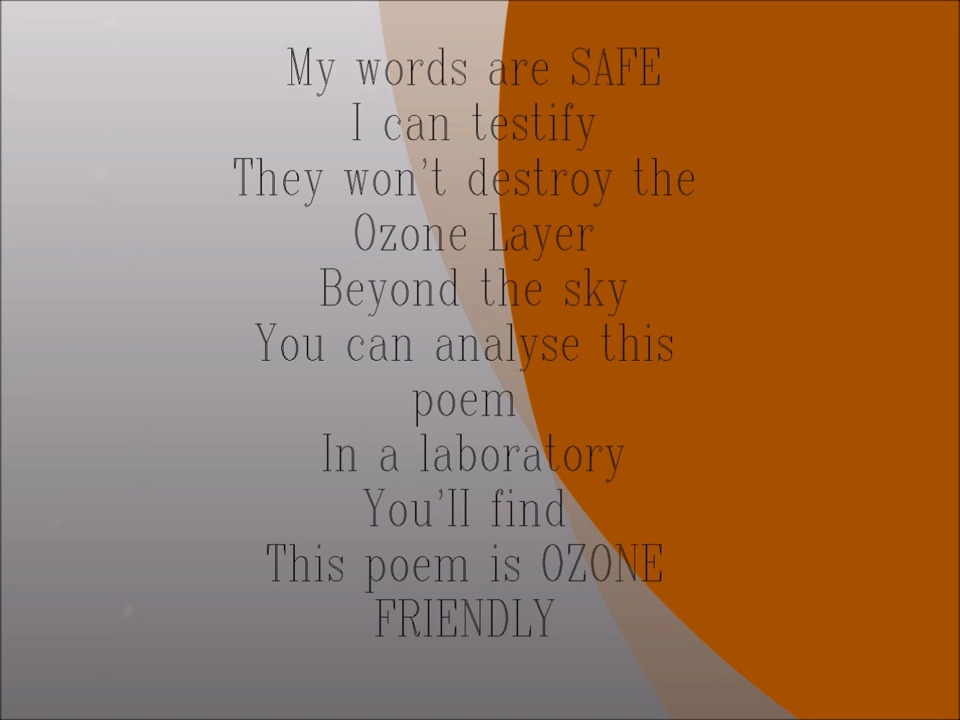 My words are SAFE
I can testify
They won't destroy the
Ozone Layer
Beyond the sky
You can analyse this
poem
In a laboratory
You'll find
This poem is OZONE
FRIENDLY